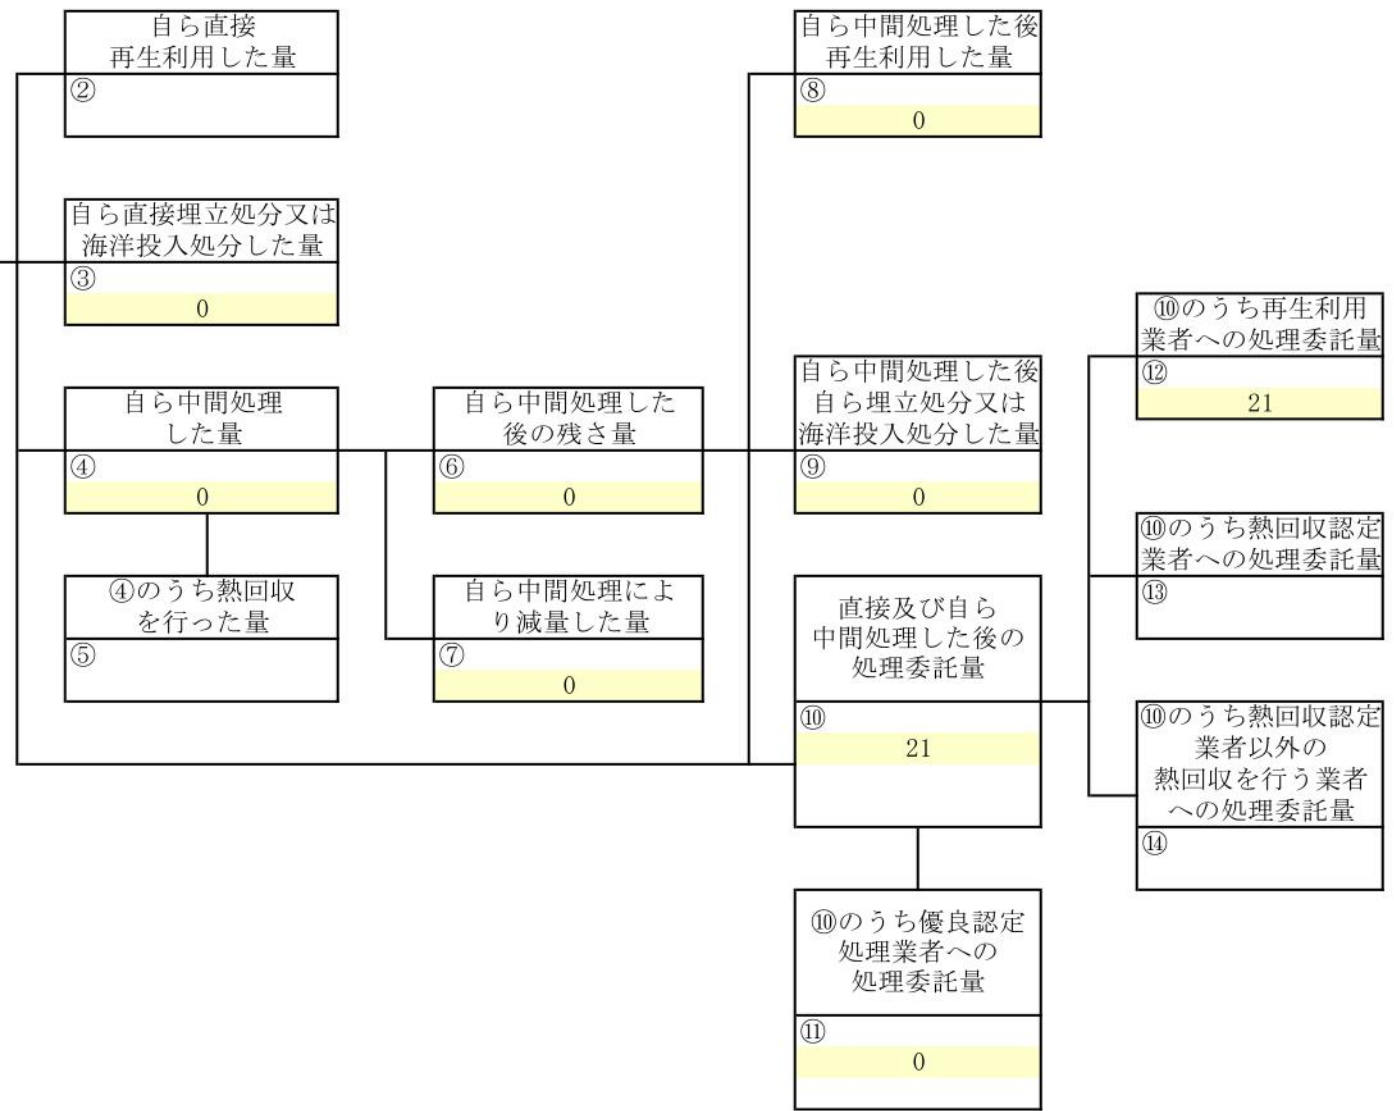 自ら直接
再生利用した量
②
自ら中間処理した後
再生利用した量
⑧
0
自ら直接埋立処分又は
海洋投入処分した量
③
0
⑩のうち再生利用
業者への処理委託量
⑫
21
自ら中間処理
した量
④
0
自ら中間処理した
後の残さ量
⑥
0
自ら中間処理した後
自ら埋立処分又は
海洋投入処分した量
⑨
0
⑩のうち熱回収認定
業者への処理委託量
⑬
④のうち熱回収
を行った量
⑤
自ら中間処理によ
り減量した量
⑦
0
直接及び自ら
中間処理した後の
処理委託量
⑩
21
⑩のうち熱回収認定
業者以外の
熱回収を行う業者
への処理委託量
⑭
⑩のうち優良認定
処理業者への
処理委託量
⑪
0